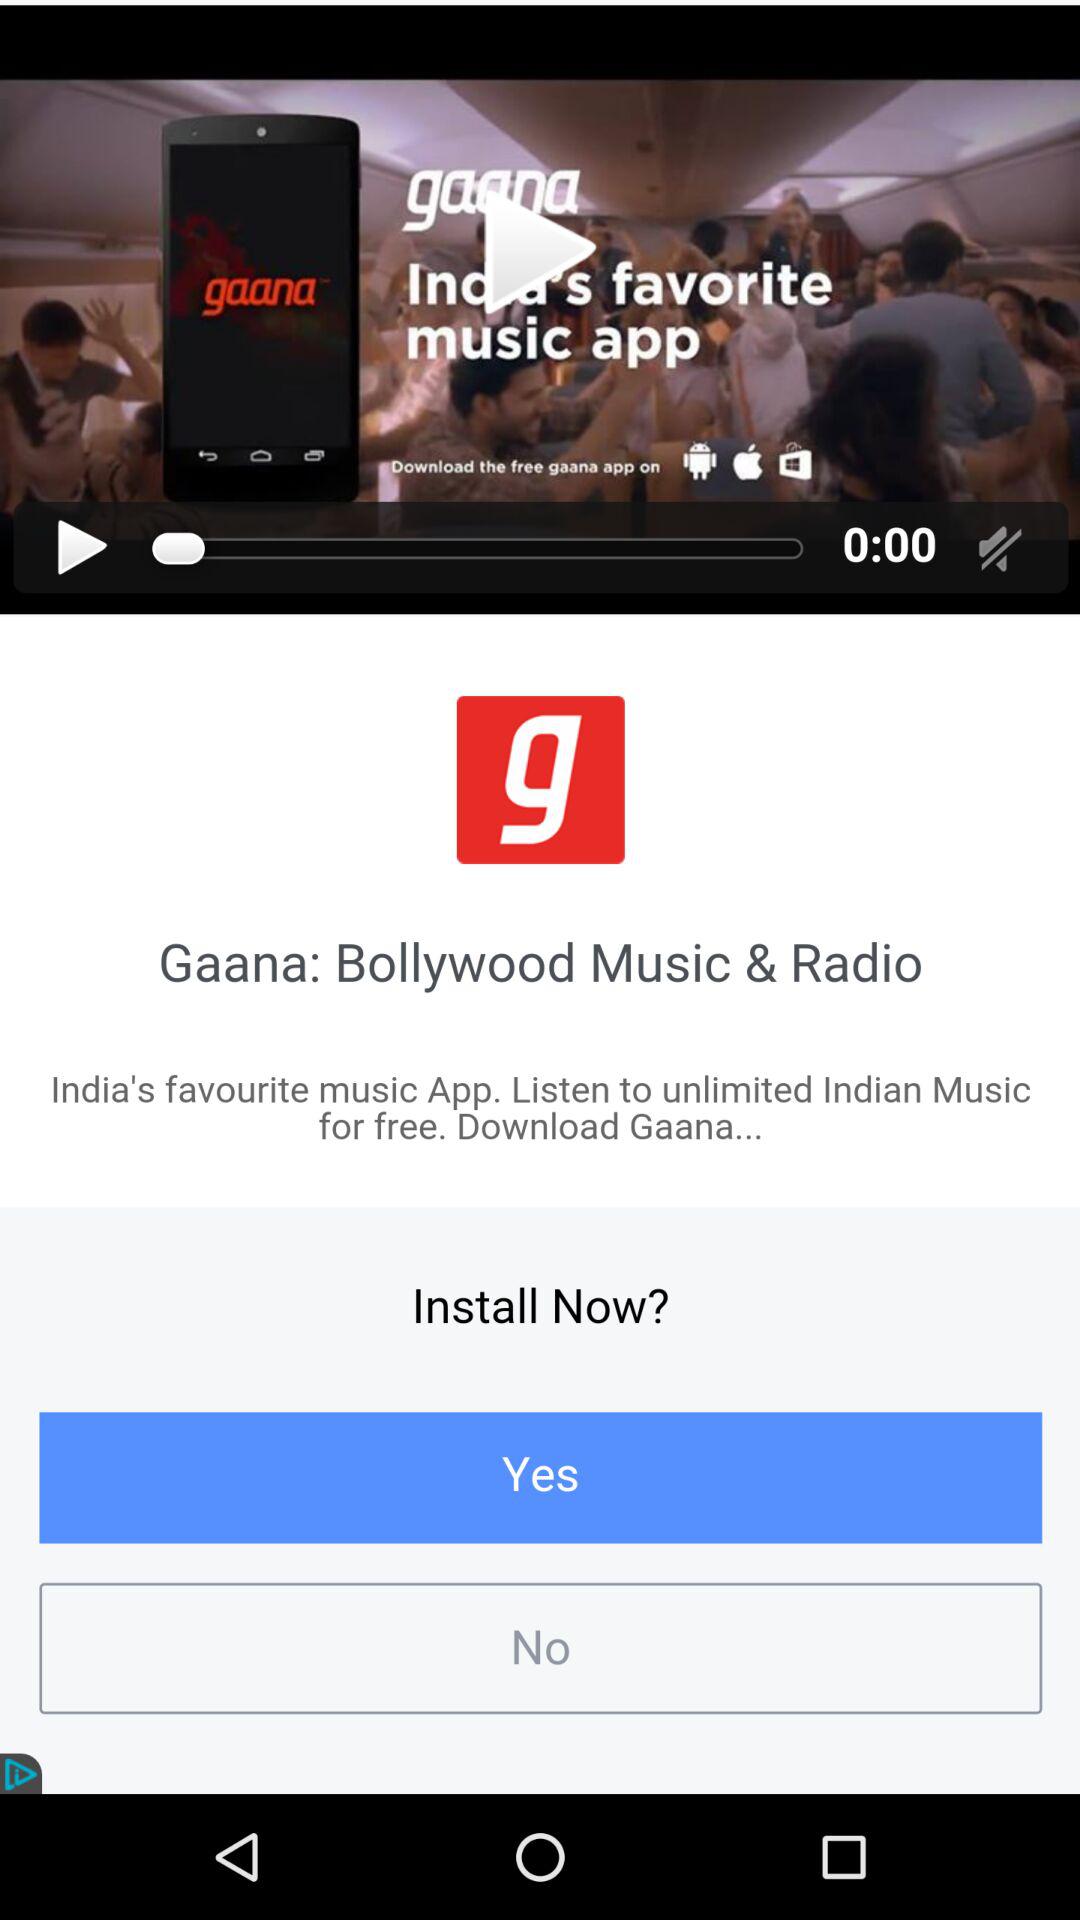 gaana
gaana
India's favorite
music app
Download the free gaana app on
0:00
g
Gaana: Bollywood Music & Radio
India's favourite music App. Listen to unlimited Indian Music
for free. Download Gaana...
Install Now?
Yes
No